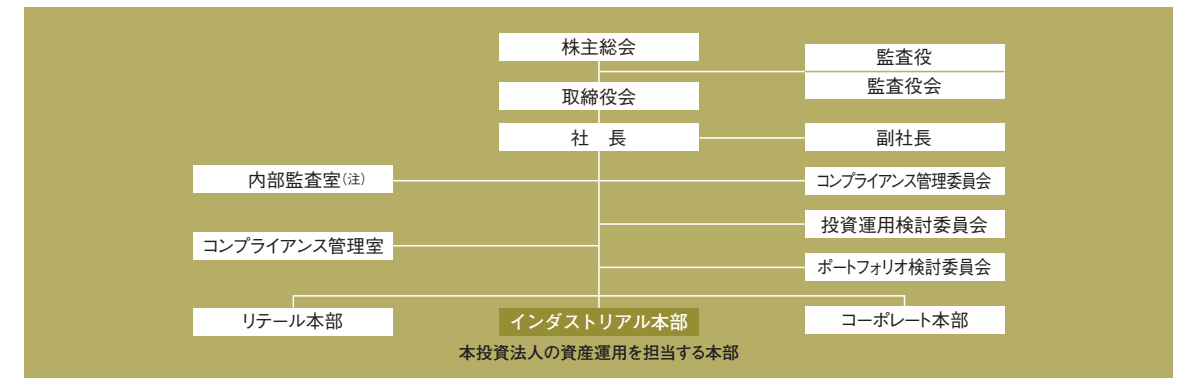 株主総会
監査役
監査役会
取締役会
社　長
副社長
内部監査室(注)
コンプライアンス管理委員会
投資運用検討委員会
コンプライアンス管理室
ポートフォリオ検討委員会
リテール本部
インダストリアル本部
コーポレート本部
本投資法人の資産運用を担当する本部